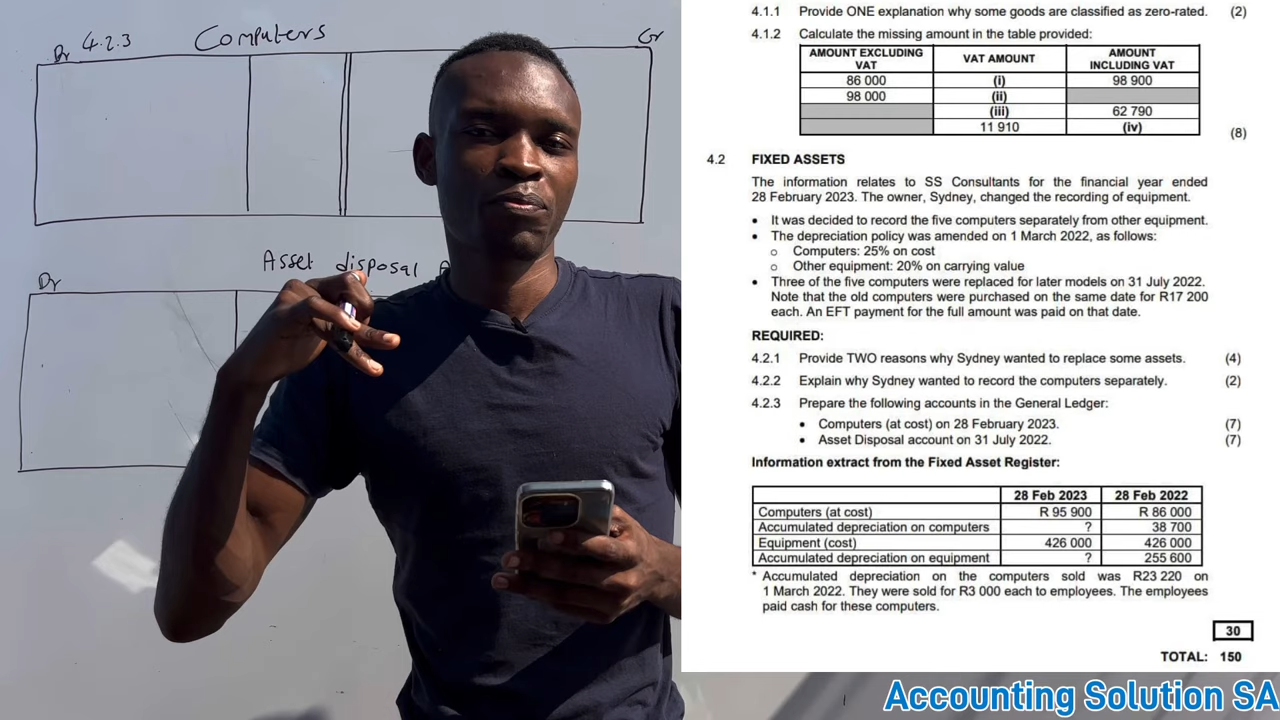 Dr 4.2.3 Computers Cr
Dr Asset disposal
4.1.1 Provide ONE explanation why some goods are classified as zero-rated. (2)
4.1.2 Calculate the missing amount in the table provided:
AMOUNT EXCLUDING VAT VAT AMOUNT AMOUNT INCLUDING VAT
86 000 (i) 98 900
98 000 (ii)
(iii) 62 790
11 910 (iv)
(8)
4.2 FIXED ASSETS
The information relates to SS Consultants for the financial year ended
28 February 2023. The owner, Sydney, changed the recording of equipment.
• It was decided to record the five computers separately from other equipment.
• The depreciation policy was amended on 1 March 2022, as follows:
o Computers: 25% on cost
o Other equipment: 20% on carrying value
• Three of the five computers were replaced for later models on 31 July 2022.
Note that the old computers were purchased on the same date for R17 200
each. An EFT payment for the full amount was paid on that date.
REQUIRED:
4.2.1 Provide TWO reasons why Sydney wanted to replace some assets. (4)
4.2.2 Explain why Sydney wanted to record the computers separately. (2)
4.2.3 Prepare the following accounts in the General Ledger:
• Computers (at cost) on 28 February 2023. (7)
• Asset Disposal account on 31 July 2022. (7)
Information extract from the Fixed Asset Register:
28 Feb 2023 28 Feb 2022
Computers (at cost) R 95 900 R 86 000
Accumulated depreciation on computers ? 38 700
Equipment (cost) 426 000 426 000
Accumulated depreciation on equipment ? 255 600
* Accumulated depreciation on the computers sold was R23 220 on
1 March 2022. They were sold for R3 000 each to employees. The employees
paid cash for these computers.
30
TOTAL: 150
Accounting Solution SA